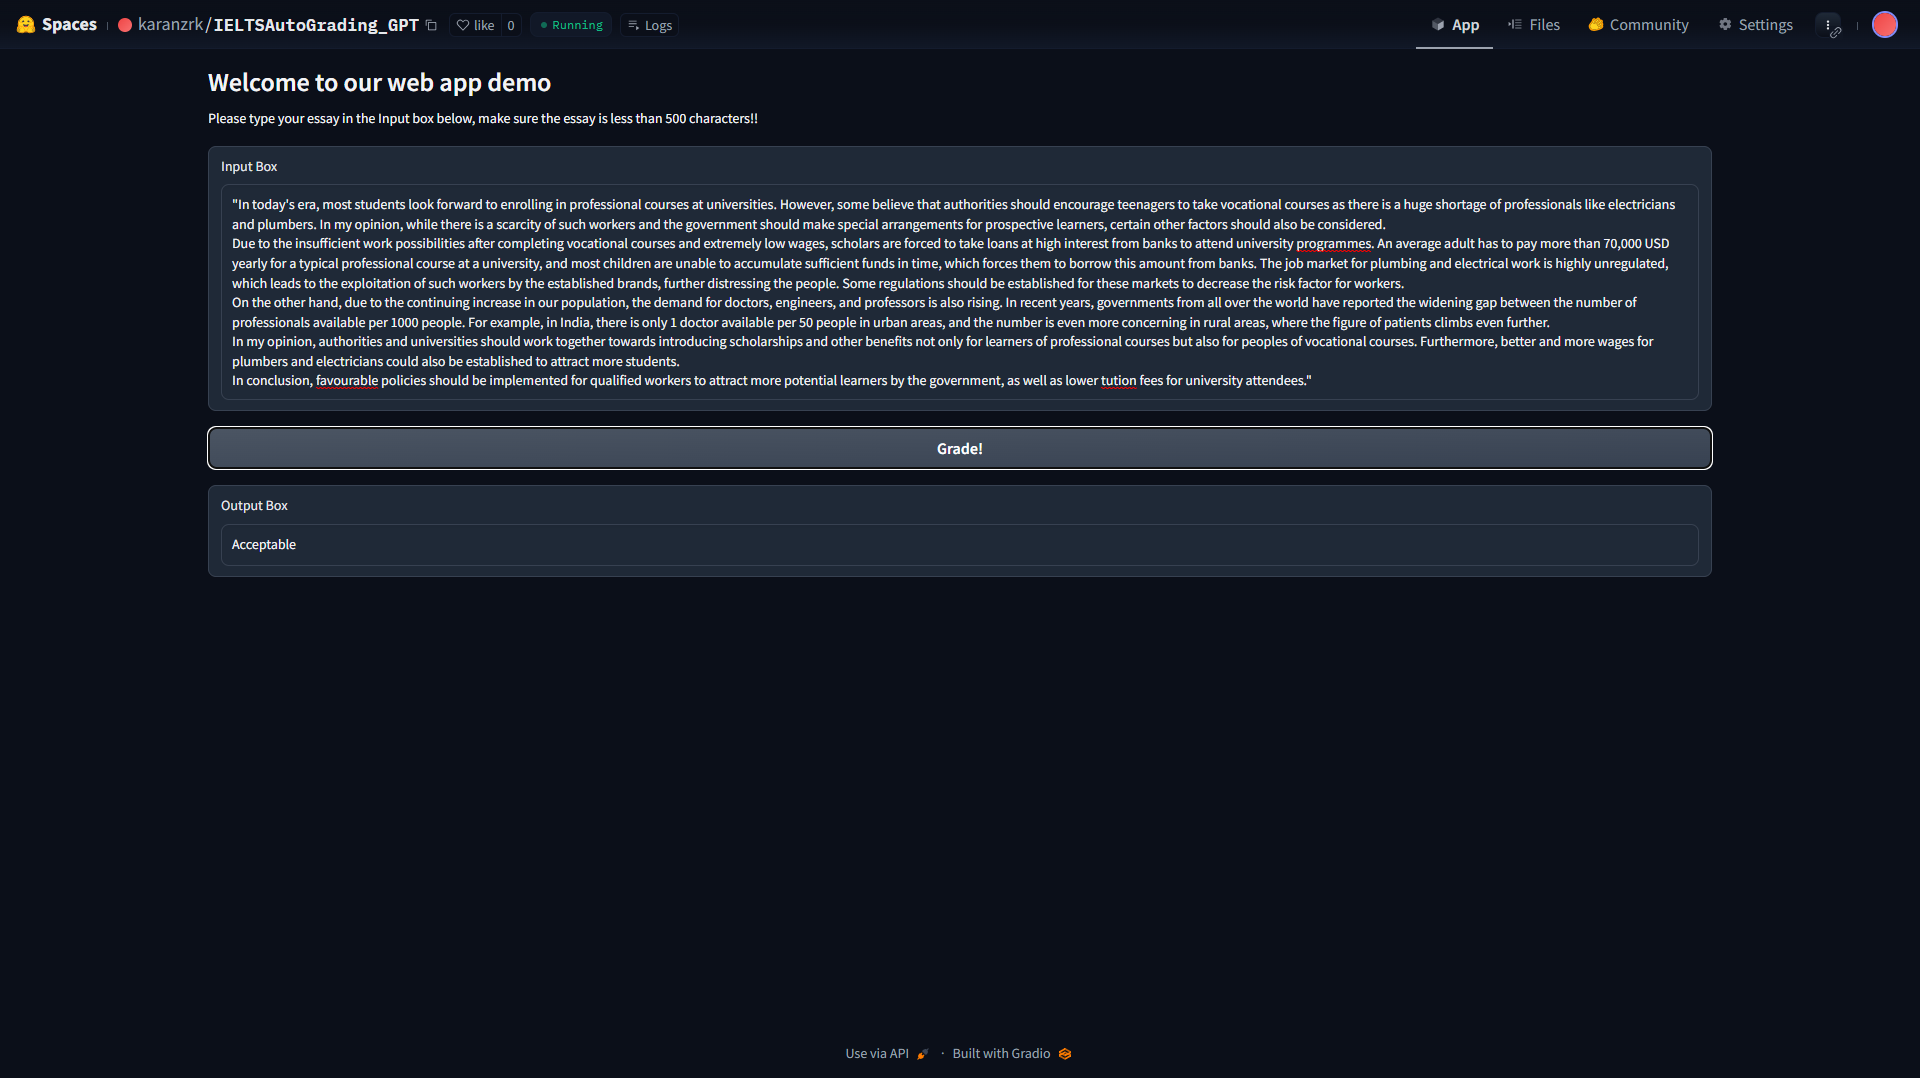 Spaces
karanzrk/IELTSAutoGrading_GPT
like 0
Running
Logs
App
Files
Community
Settings
Welcome to our web app demo
Please type your essay in the Input box below, make sure the essay is less than 500 characters!!
Input Box
"In today's era, most students look forward to enrolling in professional courses at universities. However, some believe that authorities should encourage teenagers to take vocational courses as there is a huge shortage of professionals like electricians
and plumbers. In my opinion, while there is a scarcity of such workers and the government should make special arrangements for prospective learners, certain other factors should also be considered.
Due to the insufficient work possibilities after completing vocational courses and extremely low wages, scholars are forced to take loans at high interest from banks to attend university programmes. An average adult has to pay more than 70,000 USD
yearly for a typical professional course at a university, and most children are unable to accumulate sufficient funds in time, which forces them to borrow this amount from banks. The job market for plumbing and electrical work is highly unregulated,
which leads to the exploitation of such workers by the established brands, further distressing the people. Some regulations should be established for these markets to decrease the risk factor for workers.
On the other hand, due to the continuing increase in our population, the demand for doctors, engineers, and professors is also rising. In recent years, governments from all over the world have reported the widening gap between the number of
professionals available per 1000 people. For example, in India, there is only 1 doctor available per 50 people in urban areas, and the number is even more concerning in rural areas, where the figure of patients climbs even further.
In my opinion, authorities and universities should work together towards introducing scholarships and other benefits not only for learners of professional courses but also for peoples of vocational courses. Furthermore, better and more wages for
plumbers and electricians could also be established to attract more students.
In conclusion, favourable policies should be implemented for qualified workers to attract more potential learners by the government, as well as lower tution fees for university attendees."
Grade!
Output Box
Acceptable
Use via API · Built with Gradio